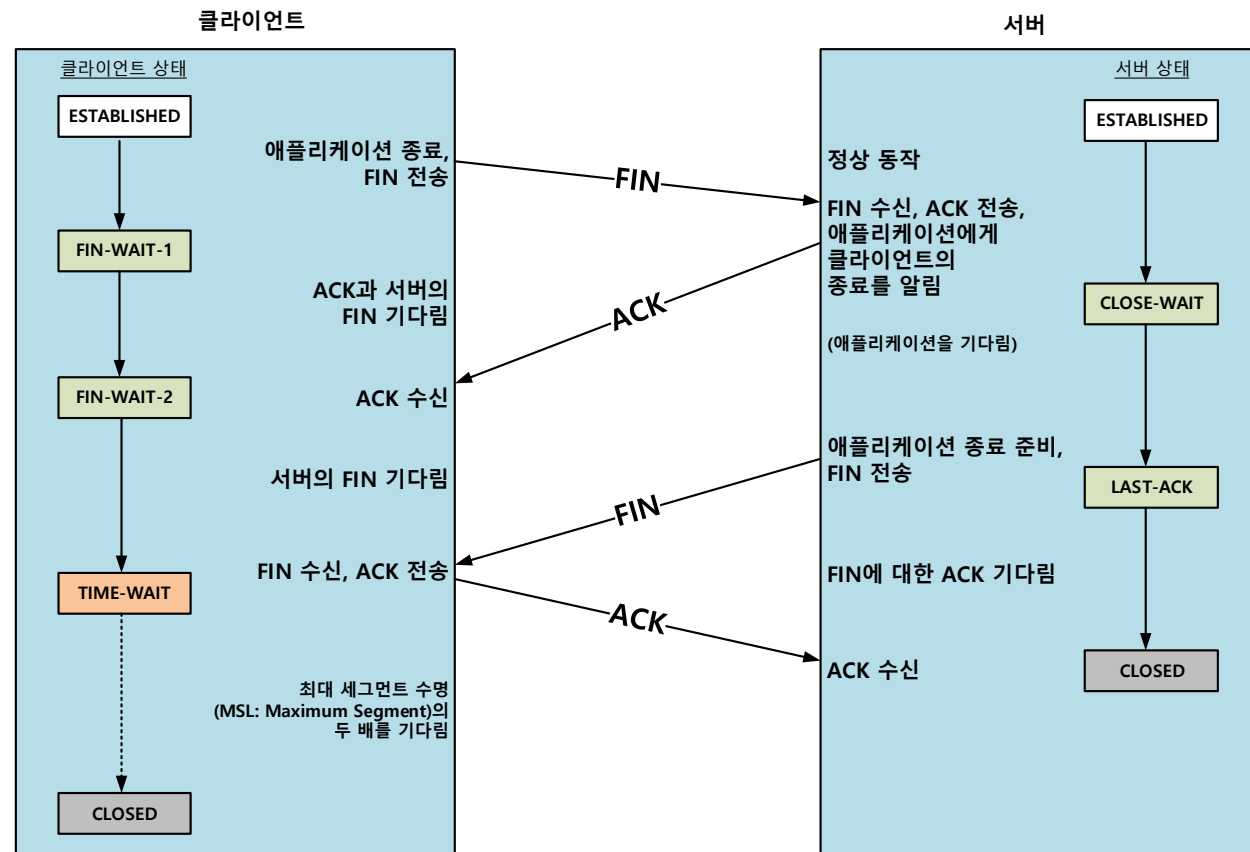 클라이언트
서버
클라이언트 상태
ESTABLISHED
FIN-WAIT-1
FIN-WAIT-2
TIME-WAIT
CLOSED
애플리케이션 종료,
FIN 전송
ACK과 서버의
FIN 기다림
ACK 수신
서버의 FIN 기다림
FIN 수신, ACK 전송
최대 세그먼트 수명
(MSL: Maximum Segment)의
두 배를 기다림
FIN
ACK
FIN
ACK
정상 동작
FIN 수신, ACK 전송,
애플리케이션에게
클라이언트의
종료를 알림
(애플리케이션을 기다림)
애플리케이션 종료 준비,
FIN 전송
FIN에 대한 ACK 기다림
ACK 수신
서버 상태
ESTABLISHED
CLOSE-WAIT
LAST-ACK
CLOSED